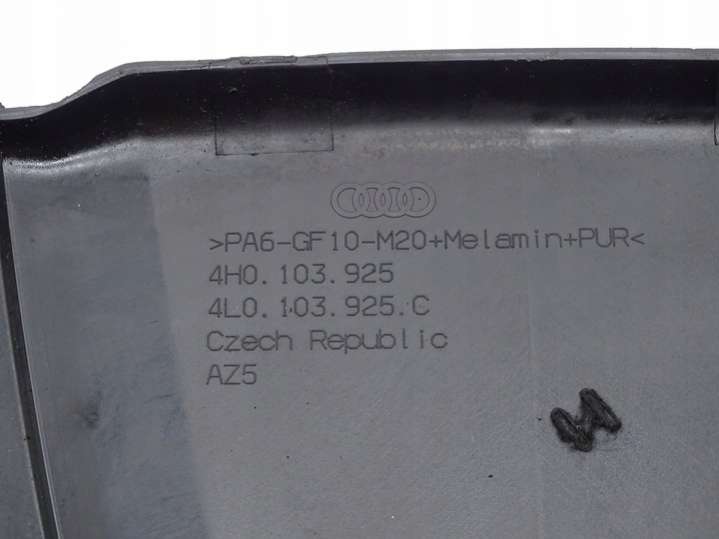 >PA6-GF10-M20+Melamin+PUR<
4H0.103.925
4L0.103.925.C
Czech Republic
AZ5